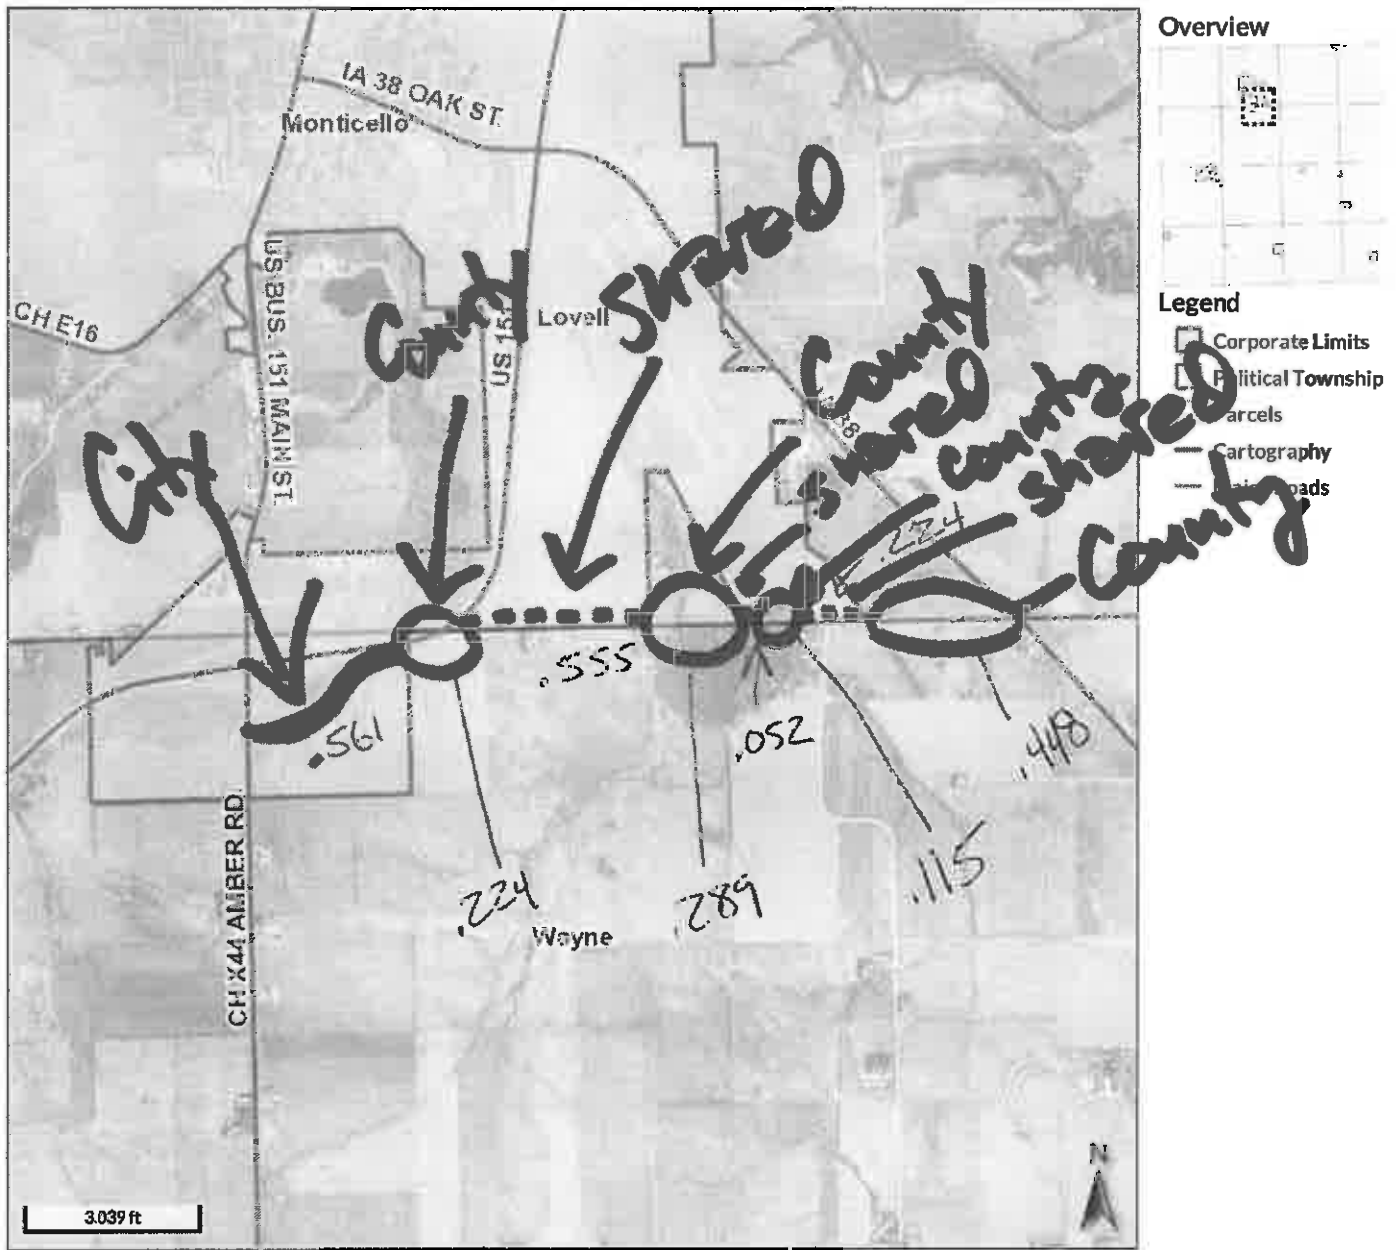 Overview
IA 38 OAK ST.
Monticello
Shared
County
Lovell
US 151
Legend
Corporate Limits
Political Township
Parcels
Cartography
CH E16
US BUS. 151 MAIN ST.
County
shared
County
shared
County
City
.224
.555
.561
.052
.448
.115
.224
.289
Wayne
CH X44 AMBER RD.
N
3.039 ft